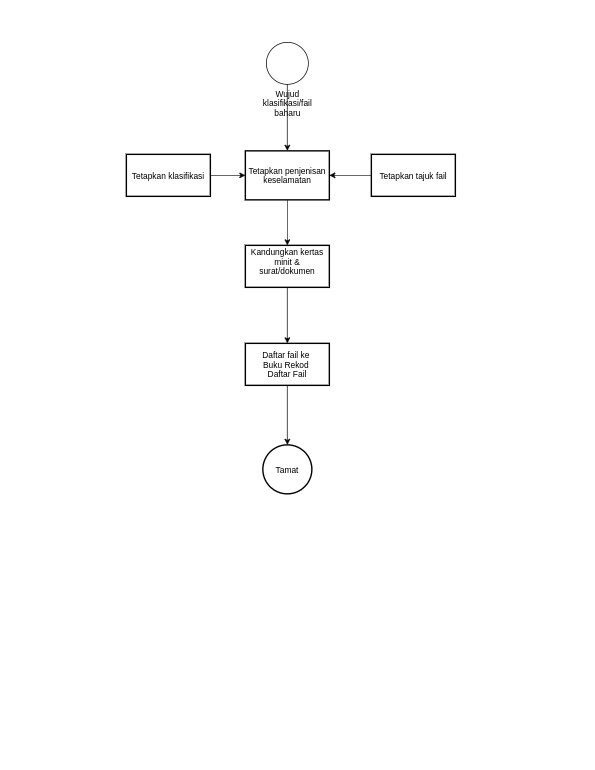 Wujud
klasifikasi/fail
baharu
Tetapkan klasifikasi
Tetapkan penjenisan
keselamatan
Tetapkan tajuk fail
Kandungkan kertas
minit &
surat/dokumen
Daftar fail ke
Buku Rekod
Daftar Fail
Tamat